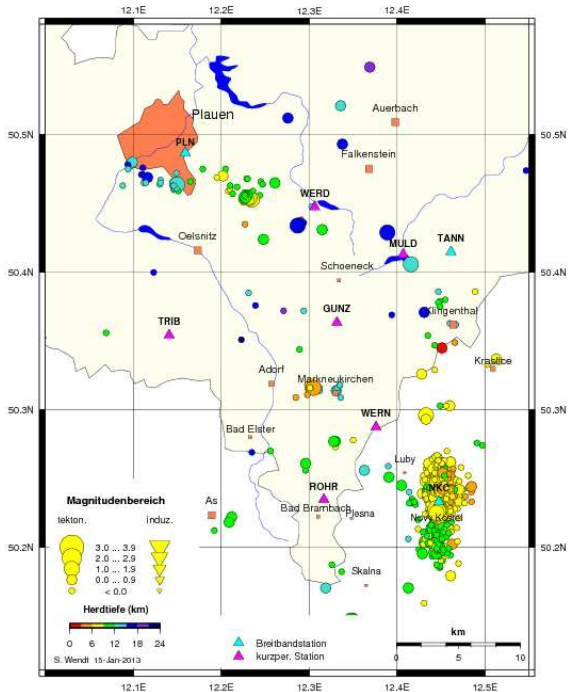 12.1E 12.2E 12.3E 12.4E
Auerbach
Plauen
50.5N 50.5N
PLN
Falkenstein
WERD
Oelsnitz
MULD
TANN
50.4N 50.4N
Schoeneck
GUNZ
Klingenthal
TRIB
Kraslice
Adorf
Markneukirchen
50.3N 50.3N
WERN
Bad Elster
Luby
ROHR
NKC
Magnitudenbereich
As
Bad Brambach
Plesna
Novy Kostel
tekton. induz.
50.2N
3.0 ... 3.9
2.0 ... 2.9
1.0 ... 1.9
0.0 ... 0.9
< 0.0
Skalna
Herdtiefe (km)
0 6 12 18 24
S. Wendt 15-Jan-2013
Breitbandstation
kurzper. Station
km
0 5 10
12.1E 12.2E 12.3E 12.4E 12.5E